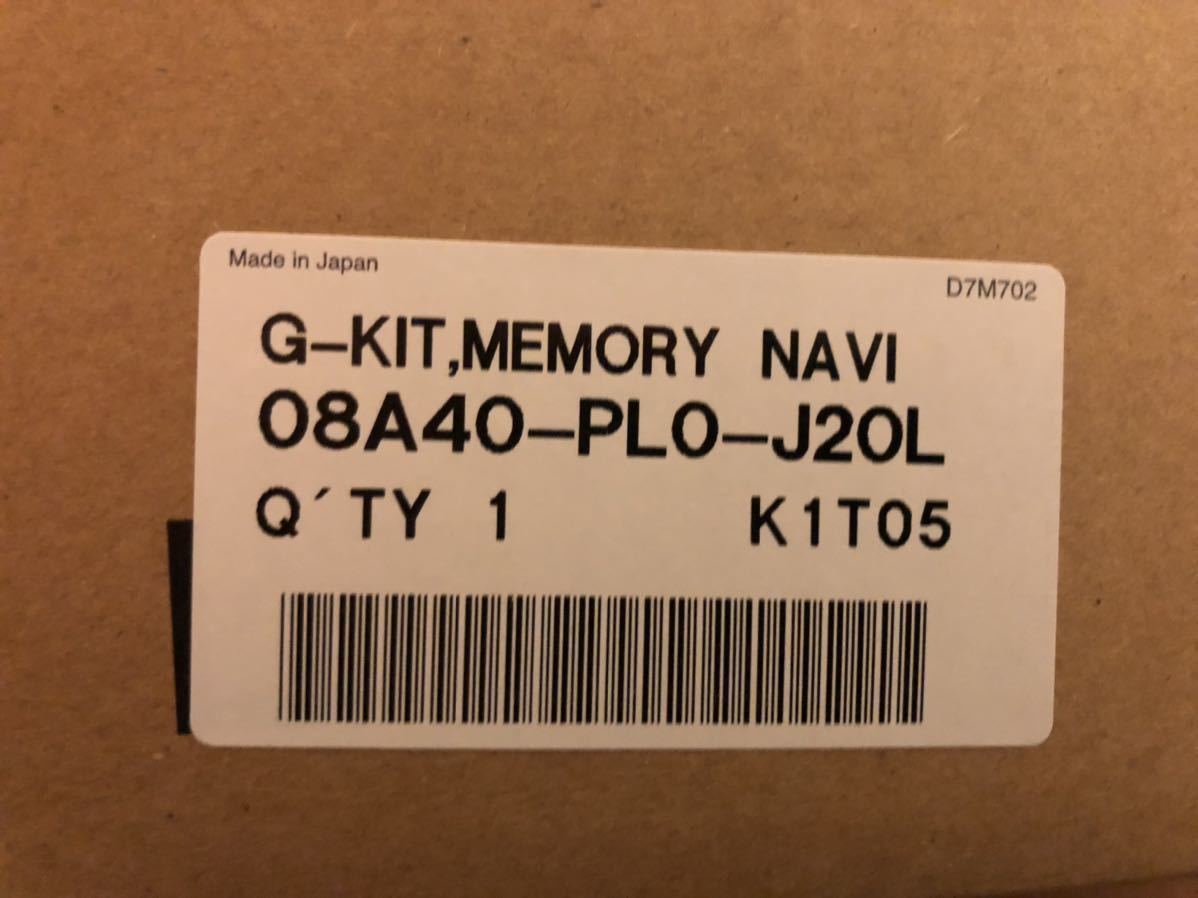 Made in Japan
D7M702
G-KIT,MEMORY NAVI
08A40-PL0-J20L
Q´TY 1 K1T05